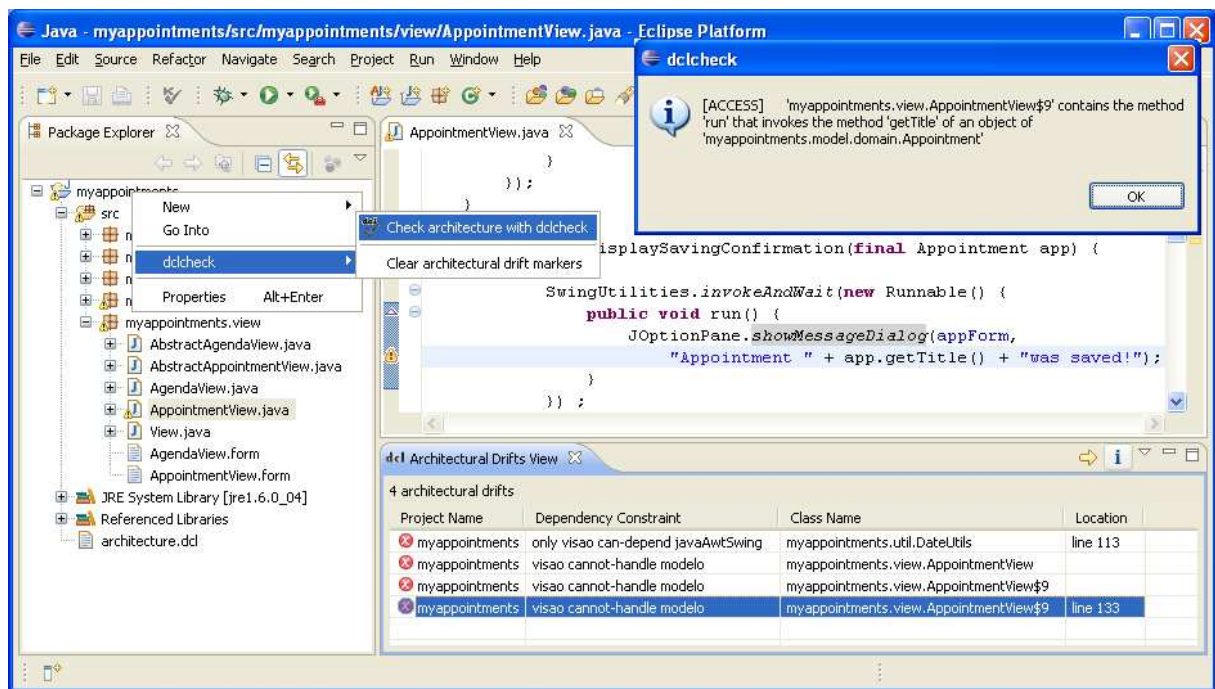 Java - myappointments/src/myappointments/view/AppointmentView.java - Eclipse Platform
File Edit Source Refactor Navigate Search Project Run Window Help
dclcheck
[ACCESS] 'myappointments.view.AppointmentView$9' contains the method
'run' that invokes the method 'getTitle' of an object of
'myappointments.model.domain.Appointment'
OK
Package Explorer
myappointments
src
New
Go Into
dclcheck
Properties Alt+Enter
Check architecture with dclcheck
Clear architectural drift markers
myappointments.view
AbstractAgendaView.java
AbstractAppointmentView.java
AgendaView.java
AppointmentView.java
View.java
AgendaView.form
AppointmentView.form
JRE System Library [jre1.6.0_04]
Referenced Libraries
architecture.dcl
AppointmentView.java
}
});
}
isplaySavingConfirmation(final Appointment app) {
SwingUtilities.invokeAndWait(new Runnable() {
public void run() {
JOptionPane.showMessageDialog(appForm,
"Appointment " + app.getTitle() + "was saved!");
}
}) ;
dcl Architectural Drifts View
4 architectural drifts
Project Name Dependency Constraint Class Name Location
myappointments only visao can-depend javaAwtSwing myappointments.util.DateUtils line 113
myappointments visao cannot-handle modelo myappointments.view.AppointmentView
myappointments visao cannot-handle modelo myappointments.view.AppointmentView$9
myappointments visao cannot-handle modelo myappointments.view.AppointmentView$9 line 133